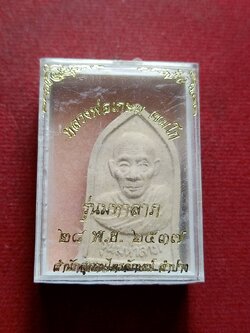 หลวงพ่อเกษม เขมโก
รุ่นมหาลาภ
๒๘ พ.ย. ๒๕๓๗
สำนักสุสานไตรลักษณ์ ลำปาง